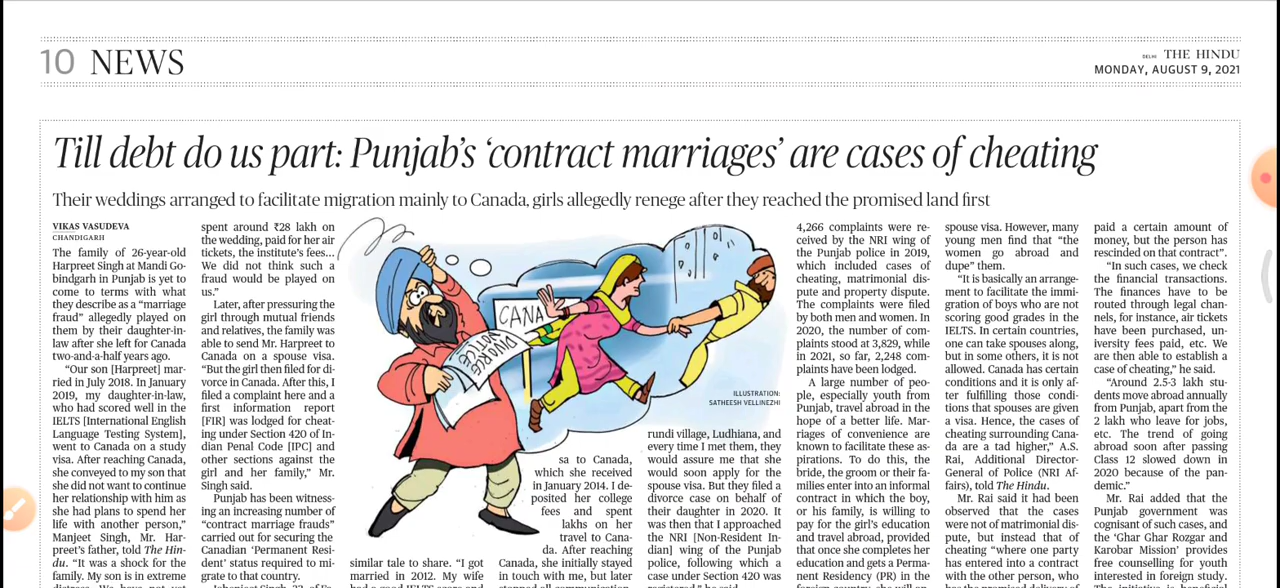 10 NEWS
DELHI THE HINDU
MONDAY, AUGUST 9, 2021
Till debt do us part: Punjab's 'contract marriages' are cases of cheating
Their weddings arranged to facilitate migration mainly to Canada, girls allegedly renege after they reached the promised land first
VIKAS VASUDEVA
CHANDIGARH
The family of 26-year-old
Harpreet Singh at Mandi Go-
bindgarh in Punjab is yet to
come to terms with what
they describe as a “marriage
fraud” allegedly played on
them by their daughter-in-
law after she left for Canada
two-and-a-half years ago.
“Our son [Harpreet] mar-
ried in July 2018. In January
2019, my daughter-in-law,
who had scored well in the
IELTS [International English
Language Testing System],
went to Canada on a study
visa. After reaching Canada,
she conveyed to my son that
she did not want to continue
her relationship with him as
she had plans to spend her
life with another person,”
Manjeet Singh, Mr. Har-
preet's father, told The Hin-
du. “It was a shock for the
family. My son is in extreme
spent around ₹28 lakh on
the wedding, paid for her air
tickets, the institute's fees...
We did not think such a
fraud would be played on
us.”
Later, after pressuring the
girl through mutual friends
and relatives, the family was
able to send Mr. Harpreet to
Canada on a spouse visa.
“But the girl then filed for di-
vorce in Canada. After this, I
filed a complaint here and a
first information report
[FIR] was lodged for cheat-
ing under Section 420 of In-
dian Penal Code [IPC] and
other sections against the
girl and her family,” Mr.
Singh said.
Punjab has been witness-
ing an increasing number of
“contract marriage frauds”
carried out for securing the
Canadian 'Permanent Resi-
dent' status required to mi-
grate to that country.
CANA
DIVORCE
NOTICE
ILLUSTRATION:
SATHEESH VELLINEZHI
similar tale to share. “I got
married in 2012. My wife
sa to Canada,
which she received
in January 2014. I de-
posited her college
fees and spent
lakhs on her
travel to Cana-
da. After reaching
Canada, she initially stayed
in touch with me, but later
rundi village, Ludhiana, and
every time I met them, they
would assure me that she
would soon apply for the
spouse visa. But they filed a
divorce case on behalf of
their daughter in 2020. It
was then that I approached
the NRI [Non-Resident In-
dian] wing of the Punjab
police, following which a
case under Section 420 was
4,266 complaints were re-
ceived by the NRI wing of
the Punjab police in 2019,
which included cases of
cheating, matrimonial dis-
pute and property dispute.
The complaints were filed
by both men and women. In
2020, the number of com-
plaints stood at 3,829, while
in 2021, so far, 2,248 com-
plaints have been lodged.
A large number of peo-
ple, especially youth from
Punjab, travel abroad in the
hope of a better life. Mar-
riages of convenience are
known to facilitate these as-
pirations. To do this, the
bride, the groom or their fa-
milies enter into an informal
contract in which the boy,
or his family, is willing to
pay for the girl's education
and travel abroad, provided
that once she completes her
education and gets a Perma-
nent Residency (PR) in the
spouse visa. However, many
young men find that “the
women go abroad and
dupe” them.
“It is basically an arrange-
ment to facilitate the immi-
gration of boys who are not
scoring good grades in the
IELTS. In certain countries,
one can take spouses along,
but in some others, it is not
allowed. Canada has certain
conditions and it is only af-
ter fulfilling those condi-
tions that spouses are given
a visa. Hence, the cases of
cheating surrounding Cana-
da are a tad higher,” A.S.
Rai, Additional Director-
General of Police (NRI Af-
fairs), told The Hindu.
Mr. Rai said it had been
observed that the cases
were not of matrimonial dis-
pute, but instead that of
cheating “where one party
has entered into a contract
with the other person, who
paid a certain amount of
money, but the person has
rescinded on that contract”.
“In such cases, we check
the financial transactions.
The finances have to be
routed through legal chan-
nels, for instance, air tickets
have been purchased, un-
iversity fees paid, etc. We
are then able to establish a
case of cheating,” he said.
“Around 2.5-3 lakh stu-
dents move abroad annually
from Punjab, apart from the
2 lakh who leave for jobs,
etc. The trend of going
abroad soon after passing
Class 12 slowed down in
2020 because of the pan-
demic.”
Mr. Rai added that the
Punjab government was
cognisant of such cases, and
the 'Ghar Ghar Rozgar and
Karobar Mission' provides
free counselling for youth
interested in foreign study.